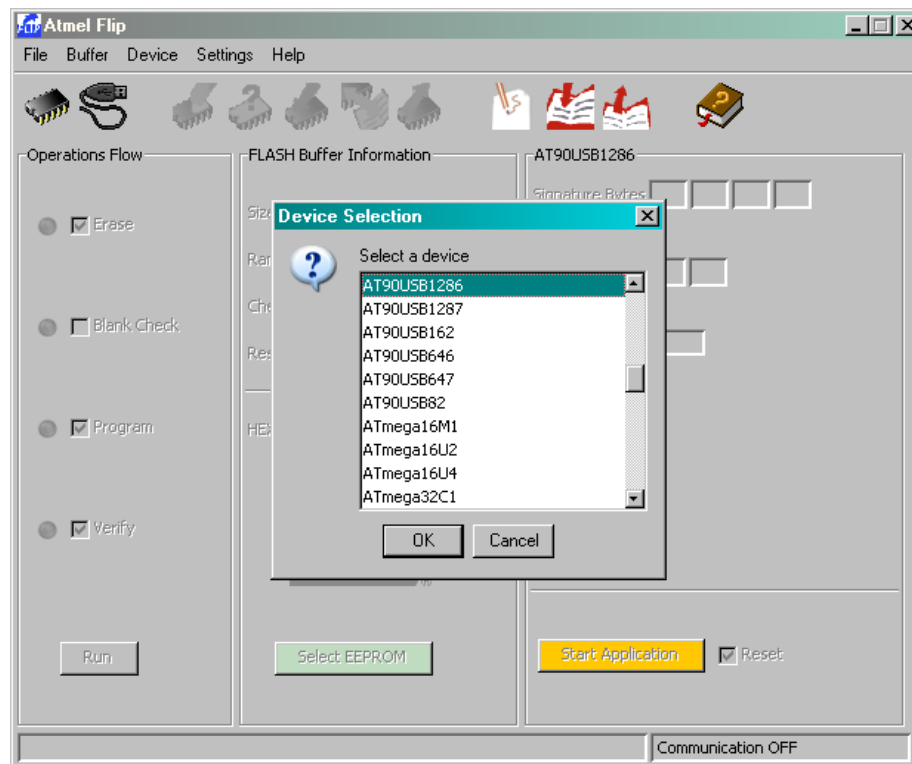 Atmel Flip
File Buffer Device Settings Help
Operations Flow
FLASH Buffer Information
AT90USB1286
Erase
Blank Check
Program
Verify
Run
Signature Bytes
Device Selection
Select a device
AT90USB1286
AT90USB1287
AT90USB162
AT90USB646
AT90USB647
AT90USB82
ATmega16M1
ATmega16U2
ATmega16U4
ATmega32C1
OK Cancel
Select EEPROM
Start Application
Reset
Communication OFF